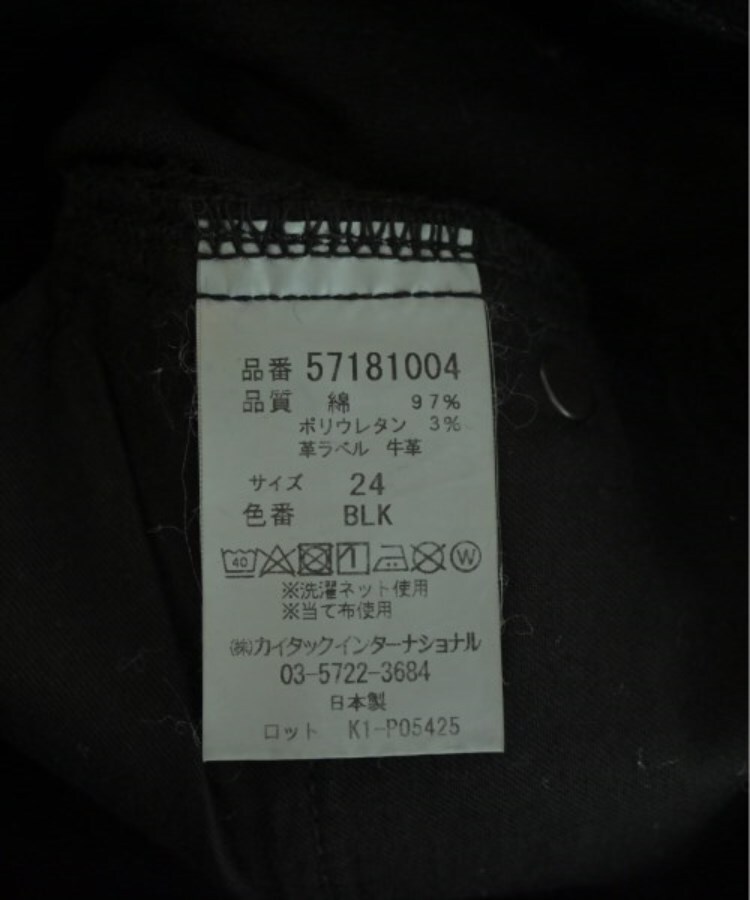 品番 57181004
品質 綿 97%
ポリウレタン 3%
革ラベル 牛革
サイズ 24
色番 BLK
40 W
※洗濯ネット使用
※当て布使用
㈱カイタックインターナショナル
03-5722-3684
日本製
ロット K1-P05425